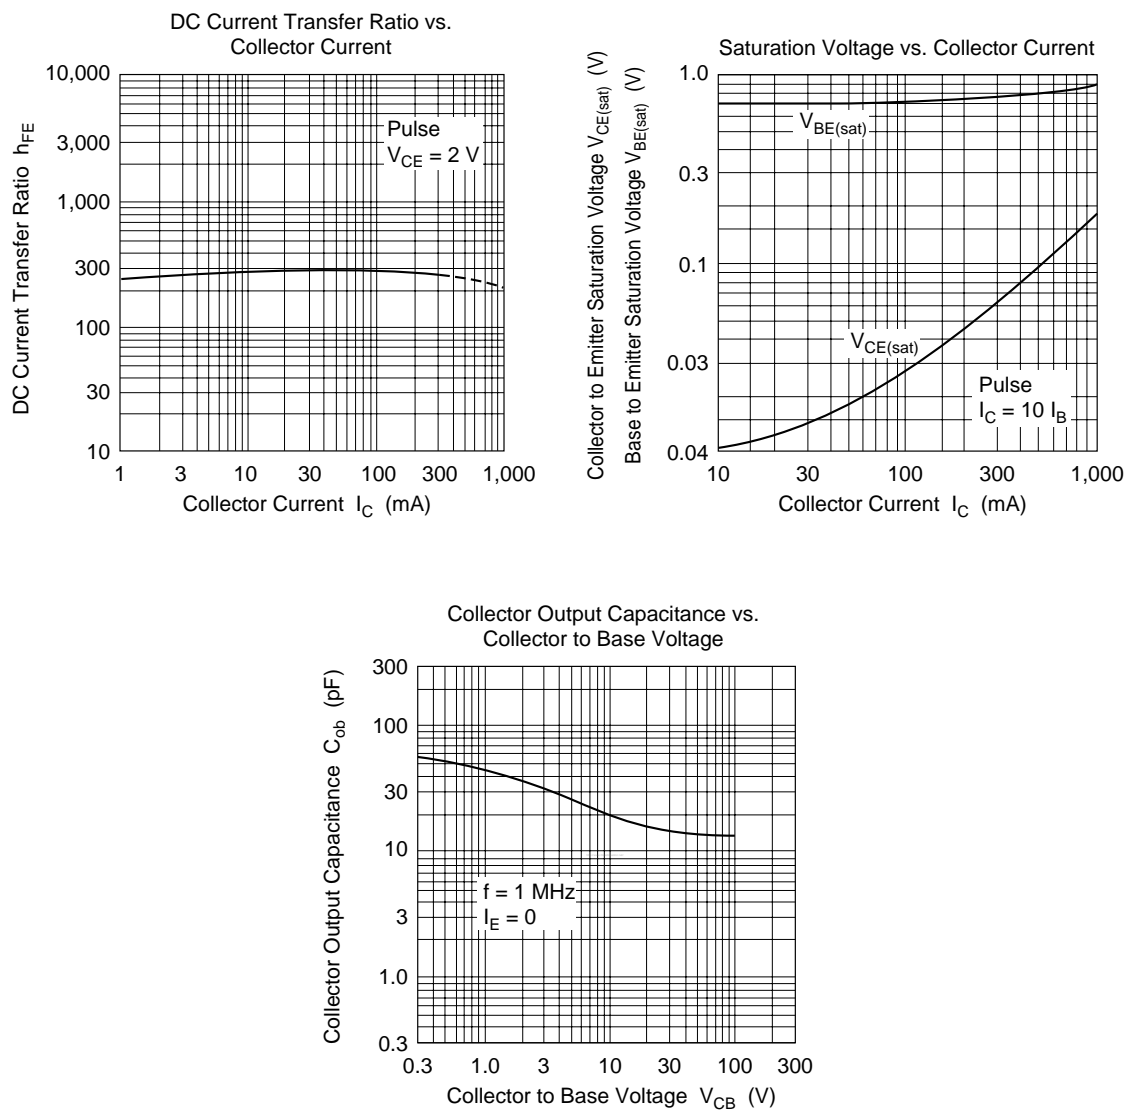 DC Current Transfer Ratio vs.
Collector Current
10,000
3,000
1,000
300
100
30
10
DC Current Transfer Ratio hFE
Pulse
VCE = 2 V
1
3
10
30
100
300
1,000
Collector Current IC (mA)
Saturation Voltage vs. Collector Current
Collector to Emitter Saturation Voltage VCE(sat) (V)
Base to Emitter Saturation Voltage VBE(sat) (V)
1.0
0.3
0.1
0.03
0.04
VBE(sat)
VCE(sat)
Pulse
IC = 10 IB
10
30
100
300
1,000
Collector Current IC (mA)
Collector Output Capacitance vs.
Collector to Base Voltage
300
100
30
10
3
1.0
0.3
Collector Output Capacitance Cob (pF)
f = 1 MHz
IE = 0
0.3
1.0
3
10
30
100
300
Collector to Base Voltage VCB (V)